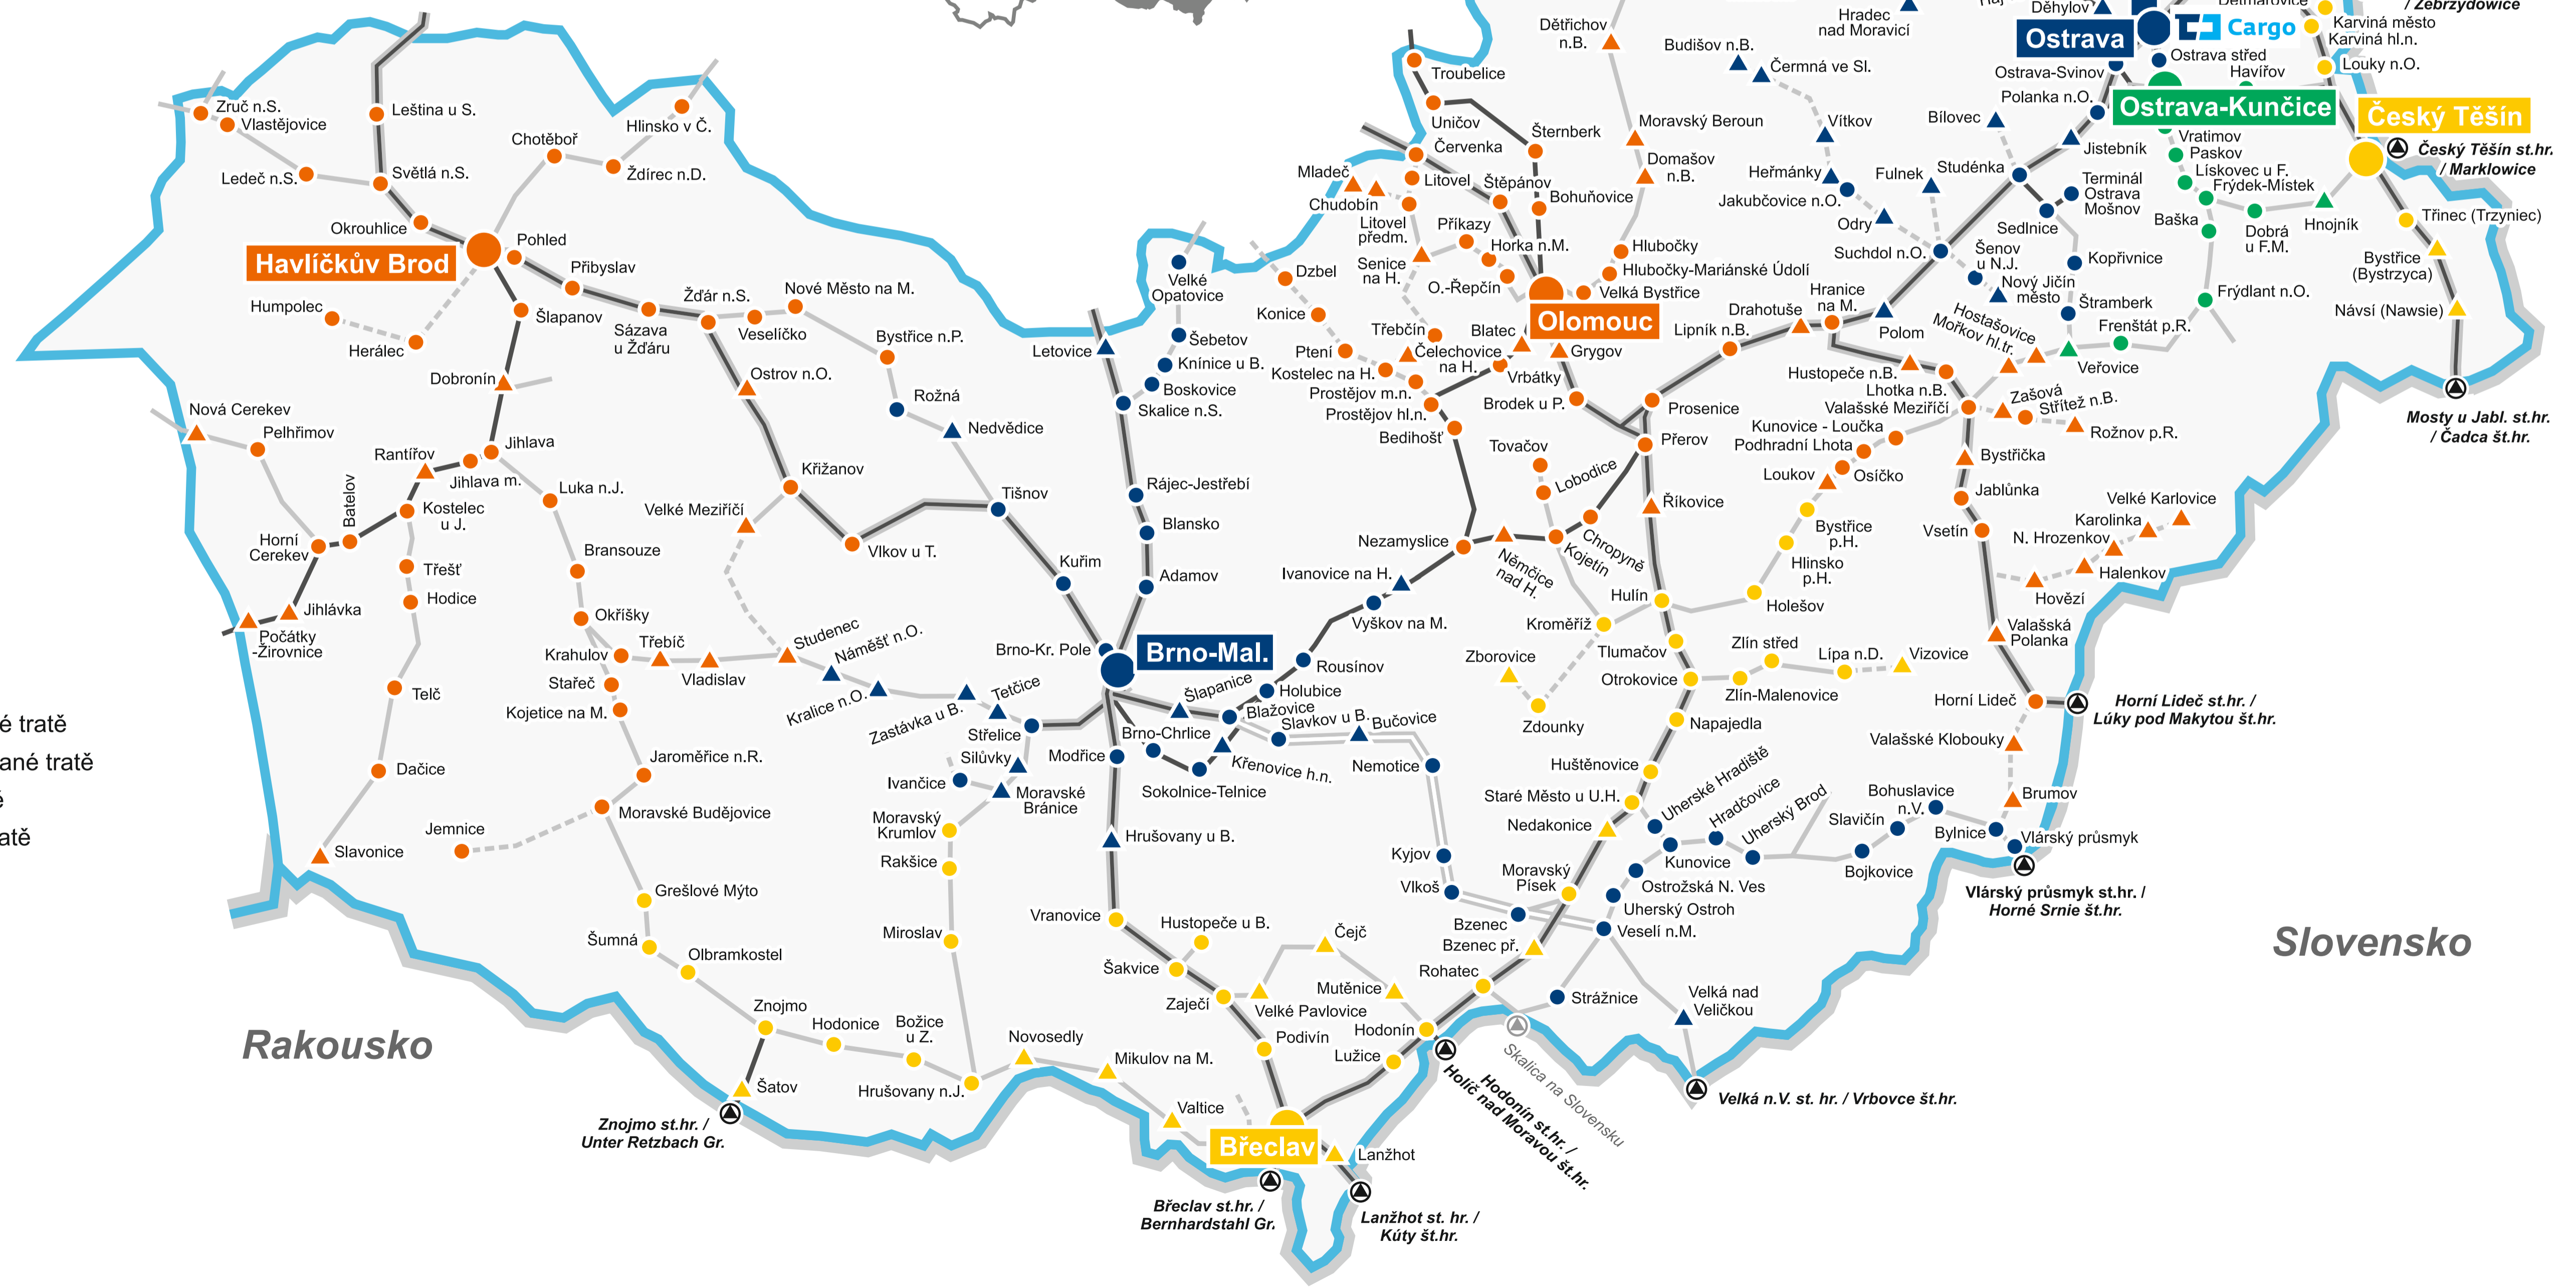 / Zebrzydowice
Dětřichov
n.B.
Hradec
nad Moravicí
Děhylov
Ostrava
Cargo
Ostrava střed
Karviná město
Karviná hl.n.
Louky n.O.
Budišov n.B.
Čermná ve Sl.
Ostrava-Svinov
Havířov
Polanka n.O.
Ostrava-Kunčice
Český Těšín
Český Těšín st.hr.
/ Marklowice
Troubelice
Uničov
Šternberk
Červenka
Moravský Beroun
Domašov
n.B.
Vítkov
Bílovec
Jistebník
Vratimov
Paskov
Lískovec u F.
Frýdek-Místek
Baška
Dobrá
u F.M.
Hnojník
Třinec (Trzyniec)
Bystřice
(Bystrzyca)
Návsí (Nawsie)
Mosty u Jabl. st.hr.
/ Čadca št.hr.
Zruč n.S.
Vlastějovice
Leština u S.
Ledeč n.S.
Světlá n.S.
Chotěboř
Hlinsko v Č.
Ždírec n.D.
Okrouhlice
Havlíčkův Brod
Pohled
Přibyslav
Humpolec
Herálec
Šlapanov
Sázava
u Žďáru
Žďár n.S.
Veselíčko
Nové Město na M.
Bystřice n.P.
Rožná
Nedvědice
Dobronín
Ostrov n.O.
Nová Cerekev
Pelhřimov
Rantířov
Jihlava
Jihlava m.
Batelov
Kostelec
u J.
Horní
Cerekev
Luka n.J.
Bransouze
Třešť
Hodice
Jihlávka
Počátky
-Žirovnice
Okříšky
Křižanov
Velké Meziříčí
Vlkov u T.
Tišnov
Kuřim
Krahulov
Třebíč
Vladislav
Studenec
Náměšť n.O.
Kralice n.O.
Zastávka u B.
Tetčice
Střelice
Stařeč
Kojetice na M.
Telč
Dačice
Slavonice
Jaroměřice n.R.
Moravské Budějovice
Jemnice
Grešlové Mýto
Šumná
Olbramkostel
Znojmo
Šatov
Hodonice
Božice
u Z.
Hrušovany n.J.
Novosedly
Mikulov na M.
Valtice
Znojmo st.hr. /
Unter Retzbach Gr.
Rakousko
é tratě
ané tratě
é
atě
Velké
Opatovice
Šebetov
Knínice u B.
Boskovice
Skalice n.S.
Letovice
Rájec-Jestřebí
Blansko
Adamov
Brno-Kr. Pole
Brno-Mal.
Šlapanice
Holubice
Blažovice
Rousínov
Vyškov na M.
Ivanovice na H.
Nezamyslice
Brno-Chrlice
Sokolnice-Telnice
Křenovice h.n.
Slavkov u B.
Bučovice
Nemotice
Kyjov
Vlkoš
Modřice
Silůvky
Ivančice
Moravské
Bránice
Moravský
Krumlov
Rakšice
Miroslav
Hrušovany u B.
Vranovice
Hustopeče u B.
Šakvice
Zaječí
Velké Pavlovice
Čejč
Mutěnice
Podivín
Hodonín
Lužice
Rohatec
Břeclav
Lanžhot
Břeclav st.hr. /
Bernhardstahl Gr.
Lanžhot st. hr. /
Kúty št.hr.
Hodonín st.hr. /
Holíč nad Moravou št.hr.
Skalica na Slovensku
Mladeč
Chudobín
Litovel
Litovel
předm.
Štěpánov
Bohuňovice
Příkazy
Horka n.M.
Senice
na H.
O.-Řepčín
Hlubočky
Hlubočky-Mariánské Údolí
Velká Bystřice
Olomouc
Dzbel
Konice
Ptení
Kostelec na H.
Třebčín
Čelechovice
na H.
Blatec
Vrbátky
Grygov
Prostějov m.n.
Prostějov hl.n.
Bedihošť
Brodek u P.
Tovačov
Lobodice
Němčice
nad H.
Kojetín
Chropyně
Přerov
Prosenice
Lipník n.B.
Drahotuše
Hranice
na M.
Polom
Heřmánky
Jakubčovice n.O.
Odry
Fulnek
Studénka
Suchdol n.O.
Sedlnice
Terminál
Ostrava
Mošnov
Šenov
u N.J.
Nový Jičín
město
Kopřivnice
Štramberk
Hostašovice
Mořkov hl.tr.
Veřovice
Frenštát p.R.
Frýdlant n.O.
Hustopeče n.B.
Lhotka n.B.
Valašské Meziříčí
Zašová
Střítež n.B.
Rožnov p.R.
Kunovice - Loučka
Podhradní Lhota
Osíčko
Loukov
Bystřice
p.H.
Hlinsko
p.H.
Holešov
Bystřička
Jablůnka
Vsetín
Velké Karlovice
Karolinka
N. Hrozenkov
Halenkov
Hovězí
Valašská
Polanka
Horní Lideč
Horní Lideč st.hr. /
Lúky pod Makytou št.hr.
Valašské Klobouky
Brumov
Bylnice
Vlárský průsmyk
Vlárský průsmyk st.hr. /
Horné Srnie št.hr.
Říkovice
Hulín
Kroměříž
Zborovice
Zdounky
Tlumačov
Otrokovice
Zlín střed
Zlín-Malenovice
Lípa n.D.
Vizovice
Napajedla
Huštěnovice
Staré Město u U.H.
Nedakonice
Uherské Hradiště
Hradčovice
Uherský Brod
Kunovice
Ostrožská N. Ves
Uherský Ostroh
Veselí n.M.
Slavičín
Bohuslavice
n.V.
Bojkovice
Moravský
Písek
Bzenec
Bzenec př.
Strážnice
Velká nad
Veličkou
Velká n.V. st. hr. / Vrbovce št.hr.
Slovensko